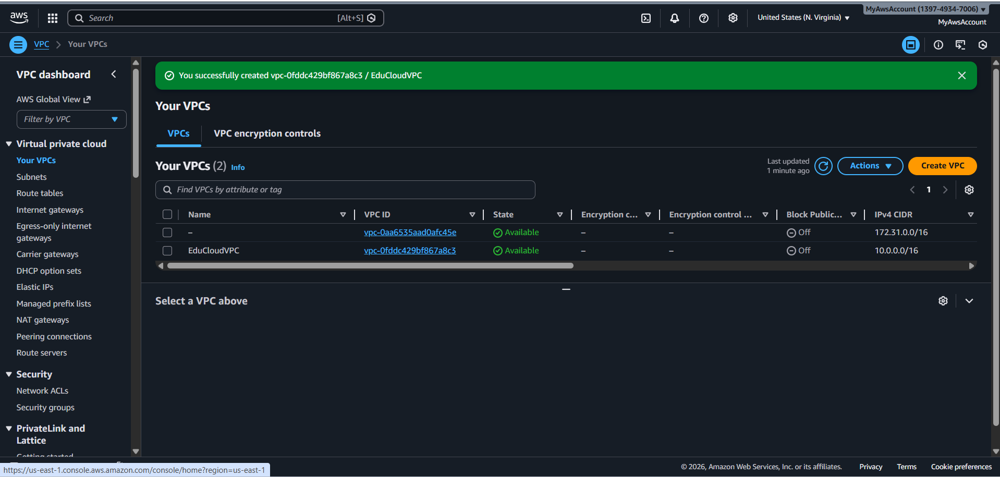 aws
Search [Alt+S]
United States (N. Virginia)
MyAwsAccount (1397-4934-7006)
MyAwsAccount
VPC
Your VPCs
VPC dashboard
AWS Global View
Filter by VPC
Virtual private cloud
Your VPCs
Subnets
Route tables
Internet gateways
Egress-only internet
gateways
Carrier gateways
DHCP option sets
Elastic IPs
Managed prefix lists
NAT gateways
Peering connections
Route servers
Security
Network ACLs
Security groups
PrivateLink and
Lattice
Getting started
You successfully created vpc-0fddc429bf867a8c3 / EduCloudVPC
Your VPCs
VPCs
VPC encryption controls
Your VPCs (2) Info
Last updated
1 minute ago
Actions
Create VPC
Find VPCs by attribute or tag
1
Name VPC ID State Encryption c... Encryption control ... Block Public... IPv4 CIDR
– vpc-0aa6535aad0afc45e Available – – Off 172.31.0.0/16
EduCloudVPC vpc-0fddc429bf867a8c3 Available – – Off 10.0.0.0/16
Select a VPC above
https://us-east-1.console.aws.amazon.com/console/home?region=us-east-1
© 2026, Amazon Web Services, Inc. or its affiliates. Privacy Terms Cookie preferences